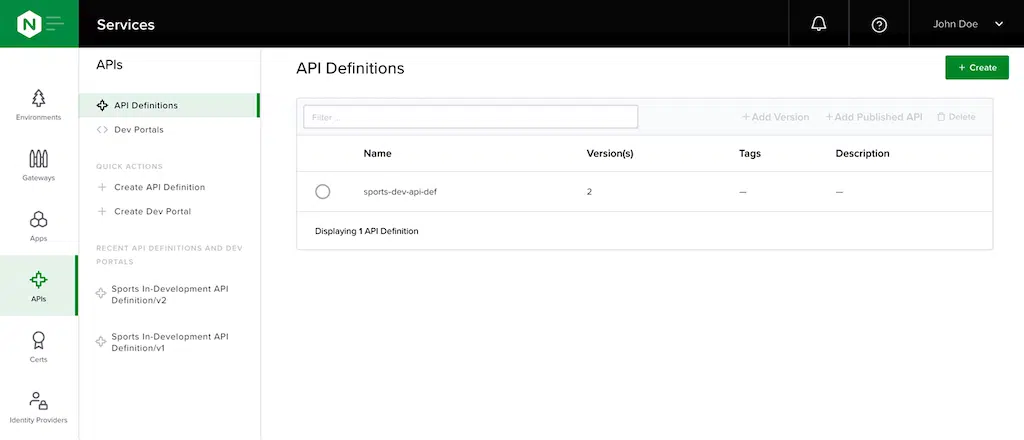 N
Services
John Doe
Environments
Gateways
Apps
APIs
Certs
Identity Providers
APIs
API Definitions
Dev Portals
QUICK ACTIONS
+ Create API Definition
+ Create Dev Portal
RECENT API DEFINITIONS AND DEV
PORTALS
Sports In-Development API
Definition/v2
Sports In-Development API
Definition/v1
API Definitions
+ Create
Filter ...
+Add Version +Add Published API Delete
Name Version(s) Tags Description
sports-dev-api-def 2 — —
Displaying 1 API Definition